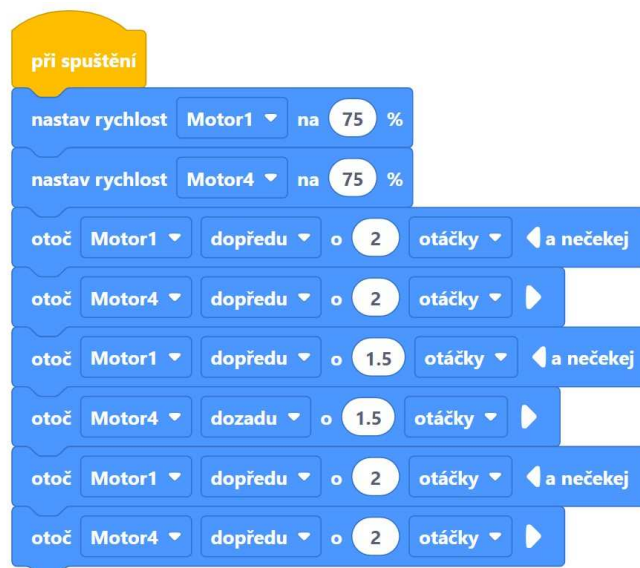 při spuštění
nastav rychlost Motor1 na 75 %
nastav rychlost Motor4 na 75 %
otoč Motor1 dopředu o 2 otáčky a nečekej
otoč Motor4 dopředu o 2 otáčky
otoč Motor1 dopředu o 1.5 otáčky a nečekej
otoč Motor4 dozadu o 1.5 otáčky
otoč Motor1 dopředu o 2 otáčky a nečekej
otoč Motor4 dopředu o 2 otáčky